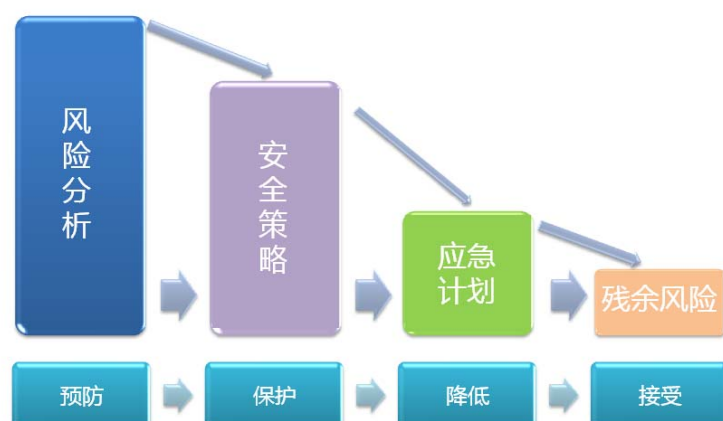 风
险
分
析
安
全
策
略
应急
计划
残余风险
预防
保护
降低
接受